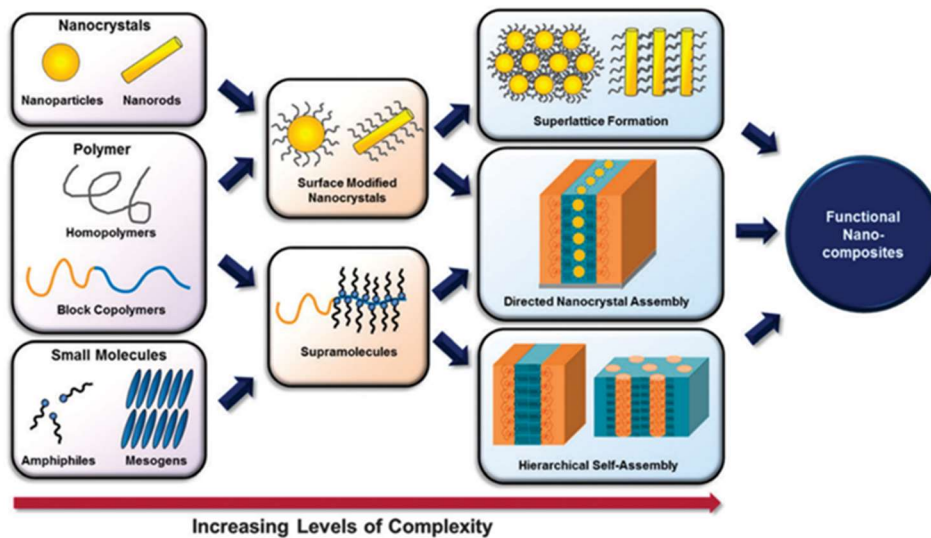 Nanocrystals
Nanoparticles
Nanorods
Polymer
Homopolymers
Block Copolymers
Small Molecules
Amphiphiles
Mesogens
Surface Modified
Nanocrystals
Supramolecules
Superlattice Formation
Directed Nanocrystal Assembly
Hierarchical Self-Assembly
Functional
Nano-
composites
Increasing Levels of Complexity